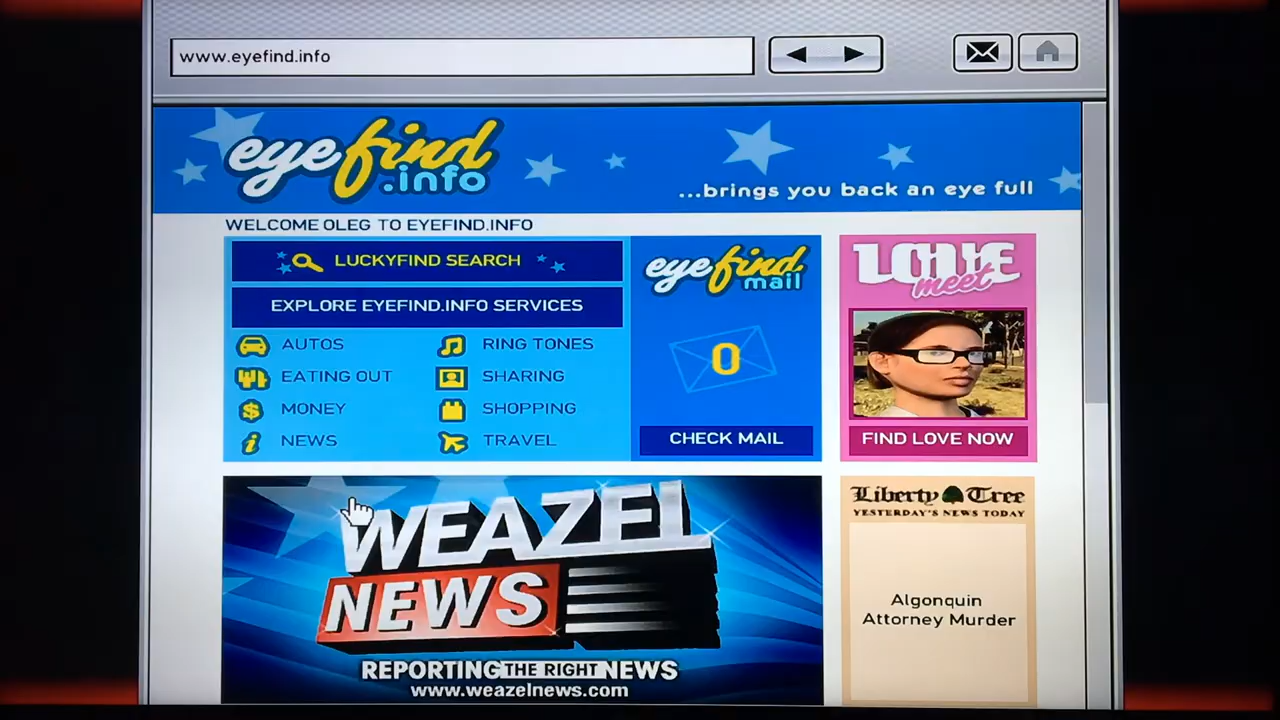 www.eyefind.info
eyefind
.info
...brings you back an eye full
WELCOME OLEG TO EYEFIND.INFO
LUCKYFIND SEARCH
EXPLORE EYEFIND.INFO SERVICES
AUTOS
RING TONES
EATING OUT
SHARING
MONEY
SHOPPING
NEWS
TRAVEL
eyefind
mail
0
CHECK MAIL
LOVE
meet
FIND LOVE NOW
WEAZEL
NEWS
REPORTING THE RIGHT NEWS
www.weazelnews.com
Liberty Tree
YESTERDAY'S NEWS TODAY
Algonquin
Attorney Murder